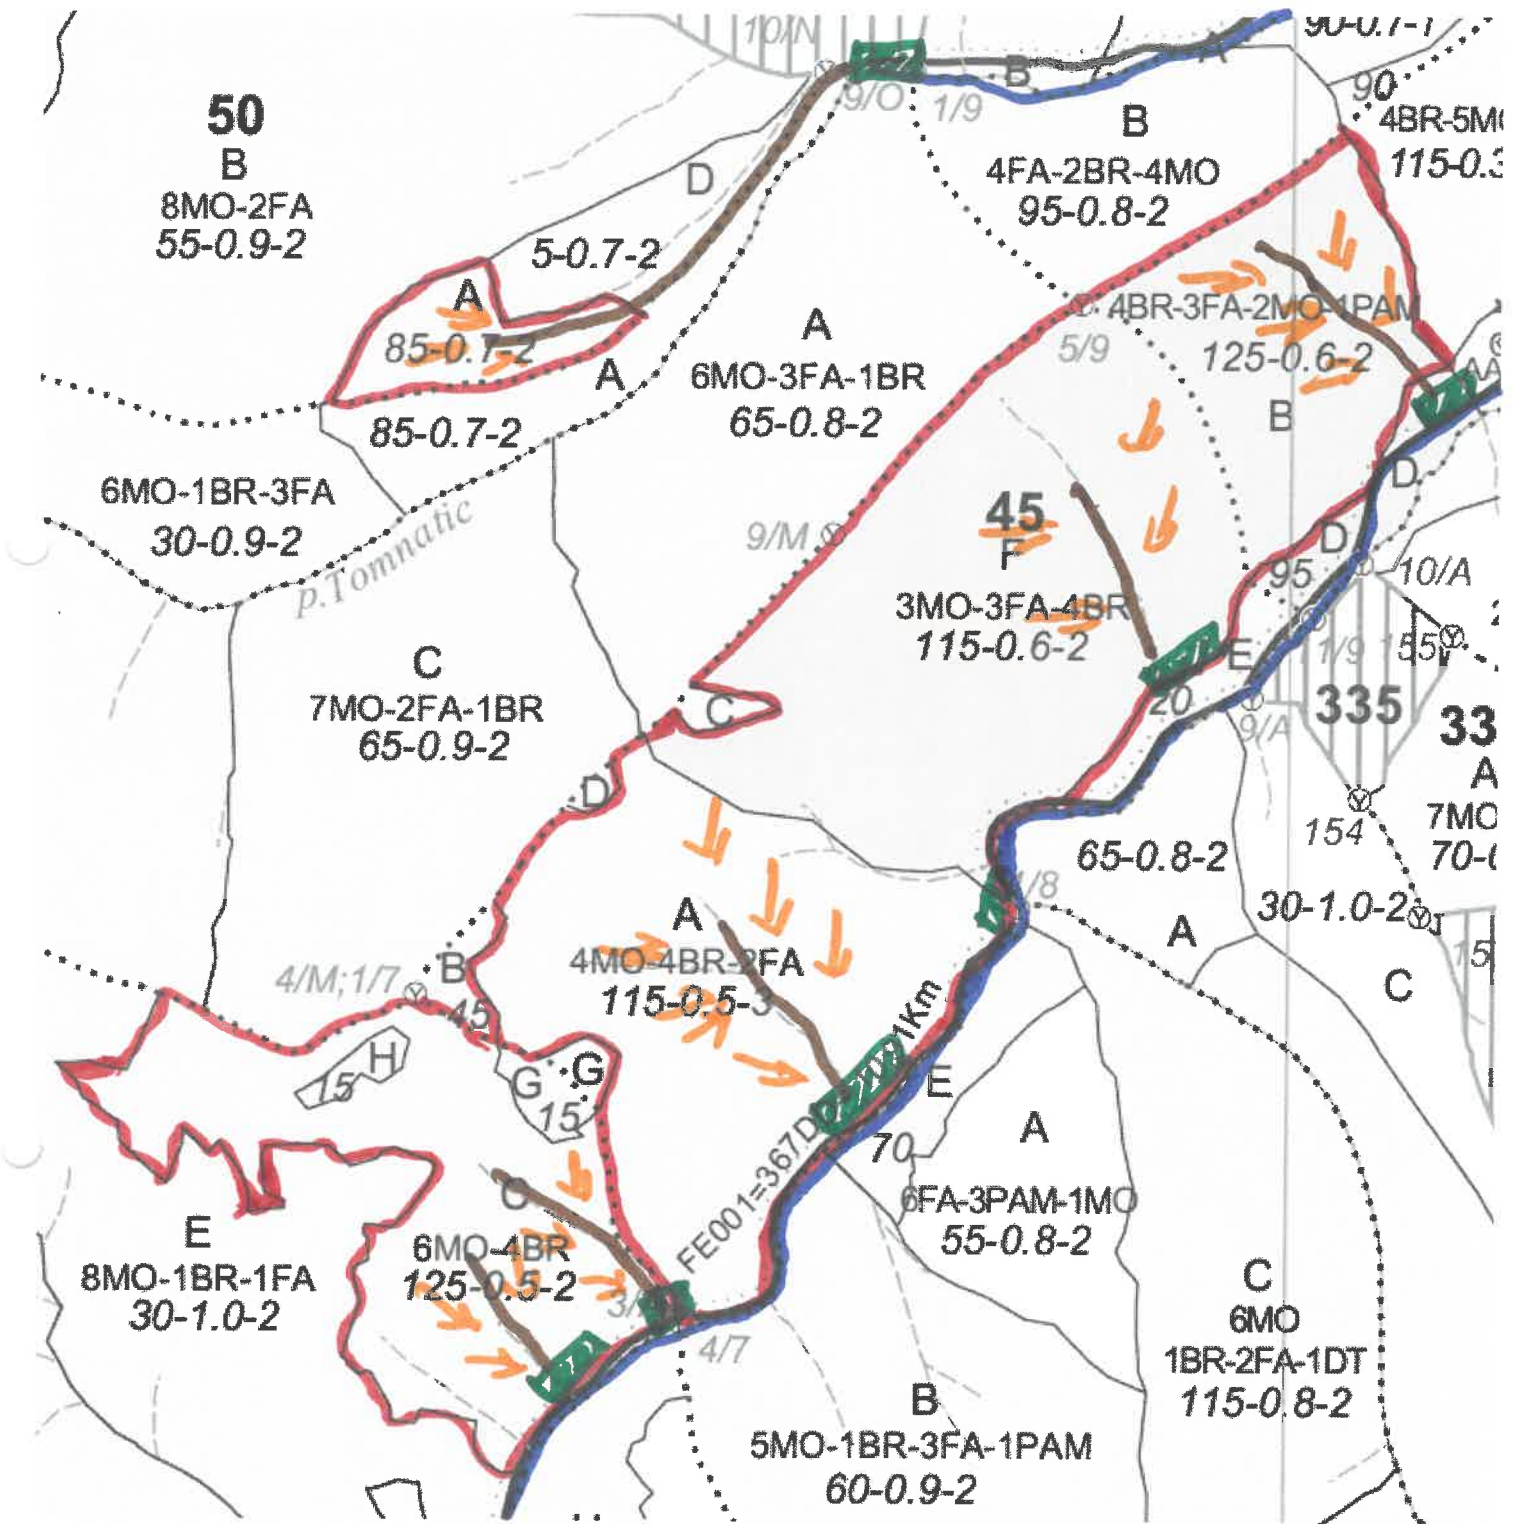 10/N
90-0.7-1
B
A
50
B
8MO-2FA
55-0.9-2
9/O
1/9
B
4FA-2BR-4MO
95-0.8-2
90
4BR-5M
115-0.3
D
5-0.7-2
A
85-0.7-2
A
85-0.7-2
A
6MO-3FA-1BR
65-0.8-2
5/9
4BR-3FA-2MO-1PAM
125-0.6-2
B
AA
D
6MO-1BR-3FA
30-0.9-2
p.Tomnatic
9/M
45
F
3MO-3FA-4BR
115-0.6-2
D
95
10/A
E
20
1/9
155
335
9/A
33
A
7MO
70-
154
C
7MO-2FA-1BR
65-0.9-2
C
D
65-0.8-2
30-1.0-2
A
C
15
1/8
A
4MO-4BR-2FA
115-0.5-3
B
45
4/M;1/7
H
15
G
G
15
1Km
E
70
FE001=367D
A
6FA-3PAM-1MO
55-0.8-2
E
8MO-1BR-1FA
30-1.0-2
C
6MO-4BR
125-0.5-2
4/7
C
6MO
1BR-2FA-1DT
115-0.8-2
B
5MO-1BR-3FA-1PAM
60-0.9-2